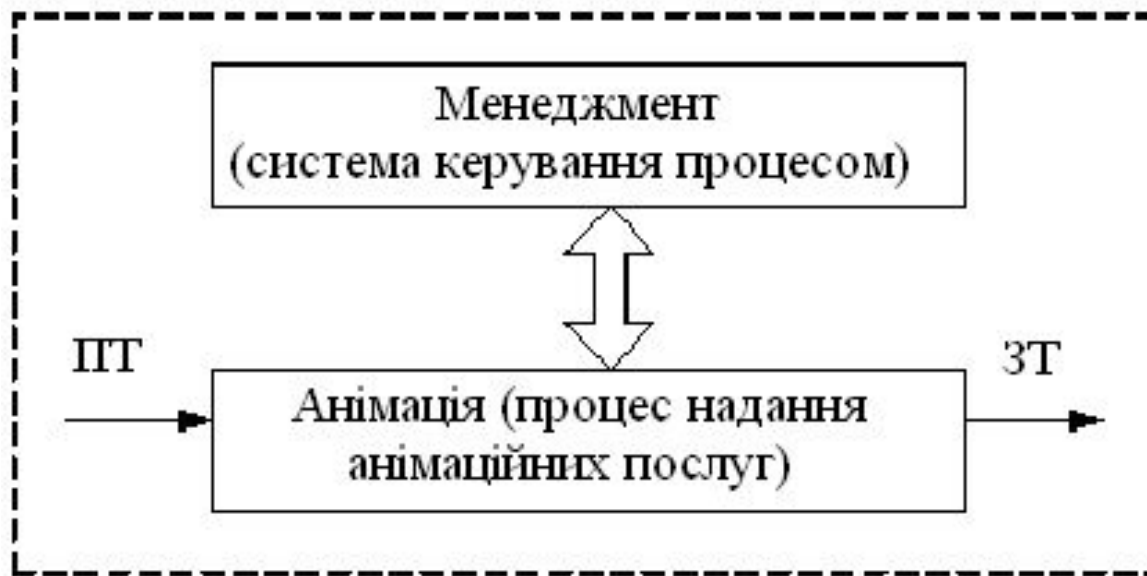 Менеджмент
(система керування процесом)
ПТ
ЗТ
Анімація (процес надання
анімаційних послуг)